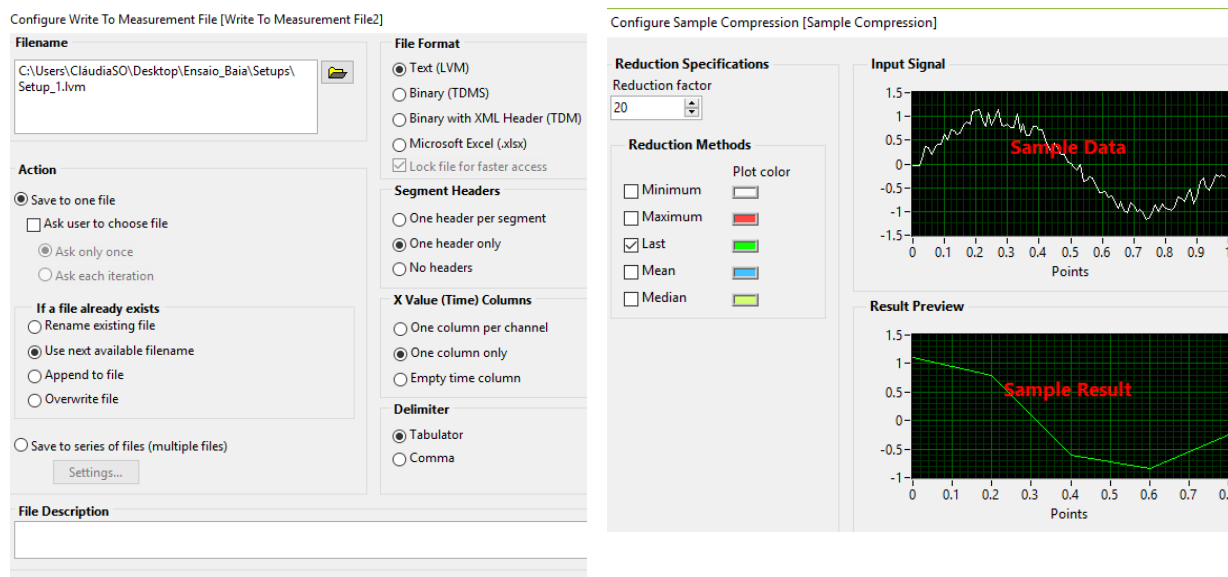 Configure Write To Measurement File [Write To Measurement File2]
Filename
C:\Users\CláudiaSO\Desktop\Ensaio_Baia\Setups\
Setup_1.lvm
Action
Save to one file
Ask user to choose file
Ask only once
Ask each iteration
If a file already exists
Rename existing file
Use next available filename
Append to file
Overwrite file
Save to series of files (multiple files)
Settings...
File Description
File Format
Text (LVM)
Binary (TDMS)
Binary with XML Header (TDM)
Microsoft Excel (.xlsx)
Lock file for faster access
Segment Headers
One header per segment
One header only
No headers
X Value (Time) Columns
One column per channel
One column only
Empty time column
Delimiter
Tabulator
Comma
Configure Sample Compression [Sample Compression]
Reduction Specifications
Reduction factor
20
Reduction Methods
Plot color
Minimum
Maximum
Last
Mean
Median
Input Signal
1.5
1
0.5
0
-0.5
-1
-1.5
Sample Data
0 0.1 0.2 0.3 0.4 0.5 0.6 0.7 0.8 0.9 1
Points
Result Preview
1.5
1
0.5
0
-0.5
-1
Sample Result
0 0.1 0.2 0.3 0.4 0.5 0.6 0.7 0.
Points